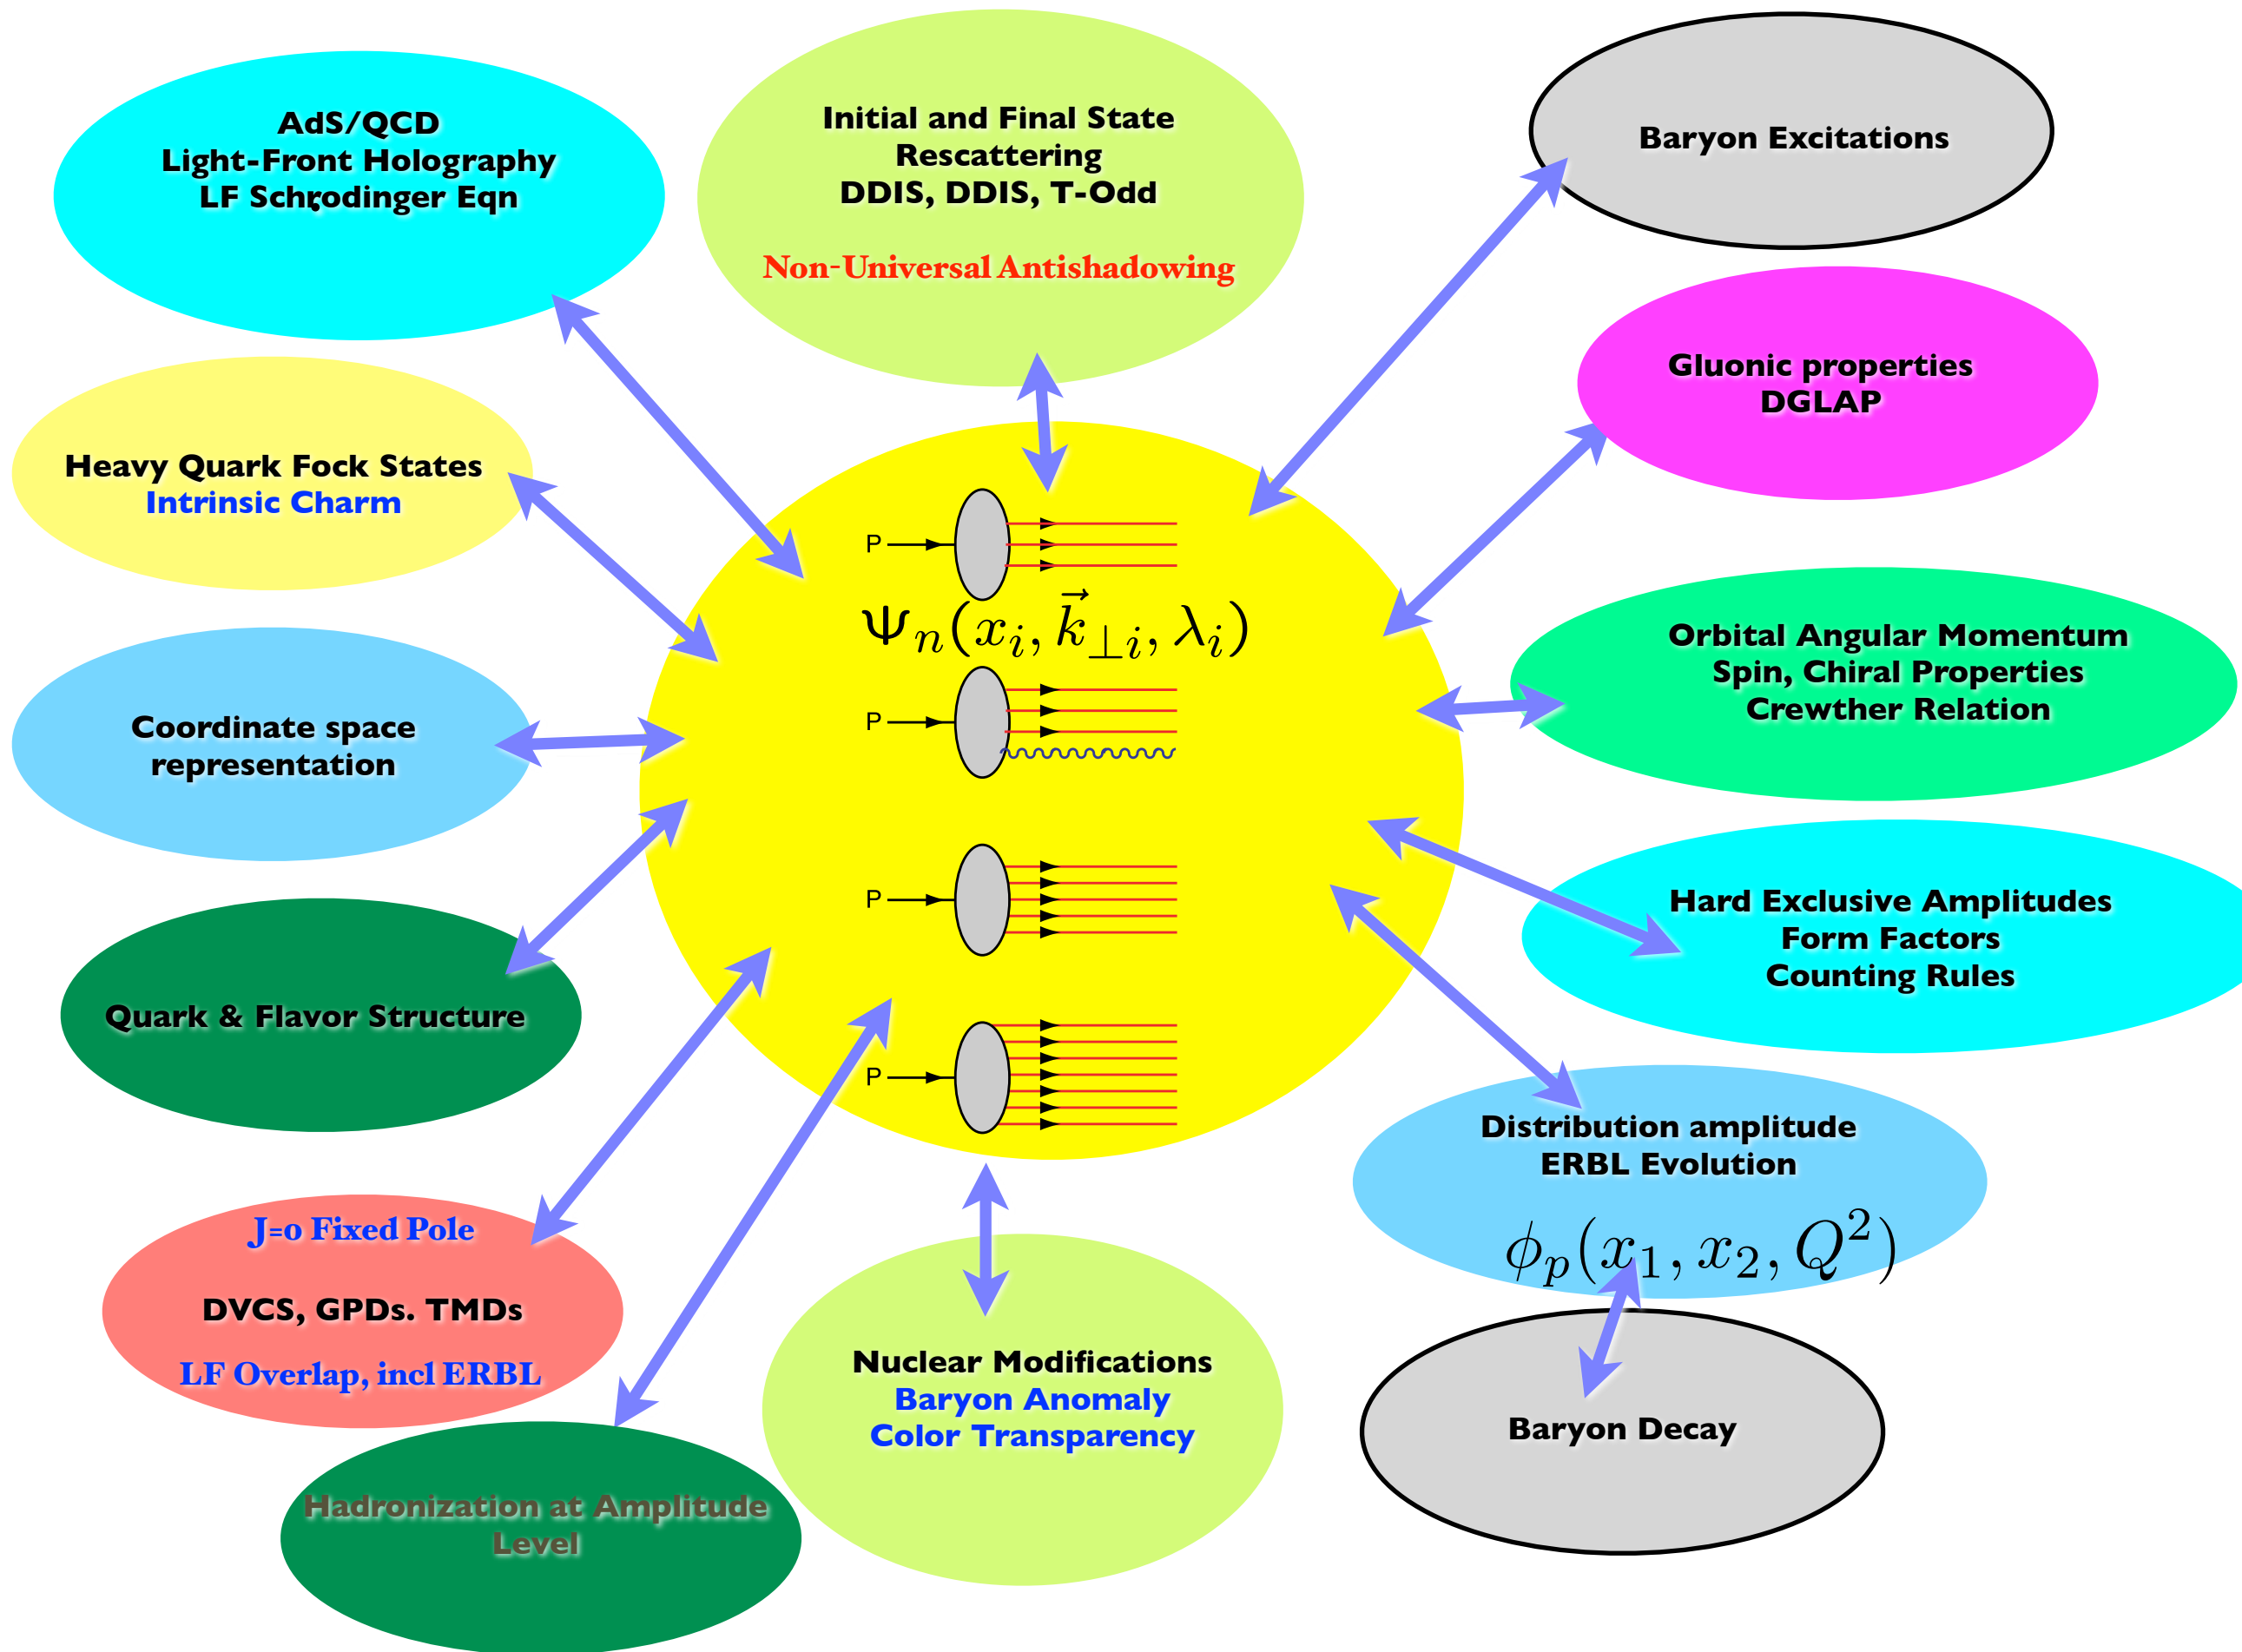 AdS/QCD
Light-Front Holography
LF Schrodinger Eqn
Initial and Final State
Rescattering
DDIS, DDIS, T-Odd
Non-Universal Antishadowing
Baryon Excitations
Gluonic properties
DGLAP
Heavy Quark Fock States
Intrinsic Charm
P
Ψₙ(xᵢ, k⃗⊥ᵢ, λᵢ)
P
P
P
Orbital Angular Momentum
Spin, Chiral Properties
Crewther Relation
Coordinate space
representation
Hard Exclusive Amplitudes
Form Factors
Counting Rules
Quark & Flavor Structure
Distribution amplitude
ERBL Evolution
ϕₚ(x₁, x₂, Q²)
J=0 Fixed Pole
DVCS, GPDs. TMDs
LF Overlap, incl ERBL
Nuclear Modifications
Baryon Anomaly
Color Transparency
Baryon Decay
Hadronization at Amplitude
Level